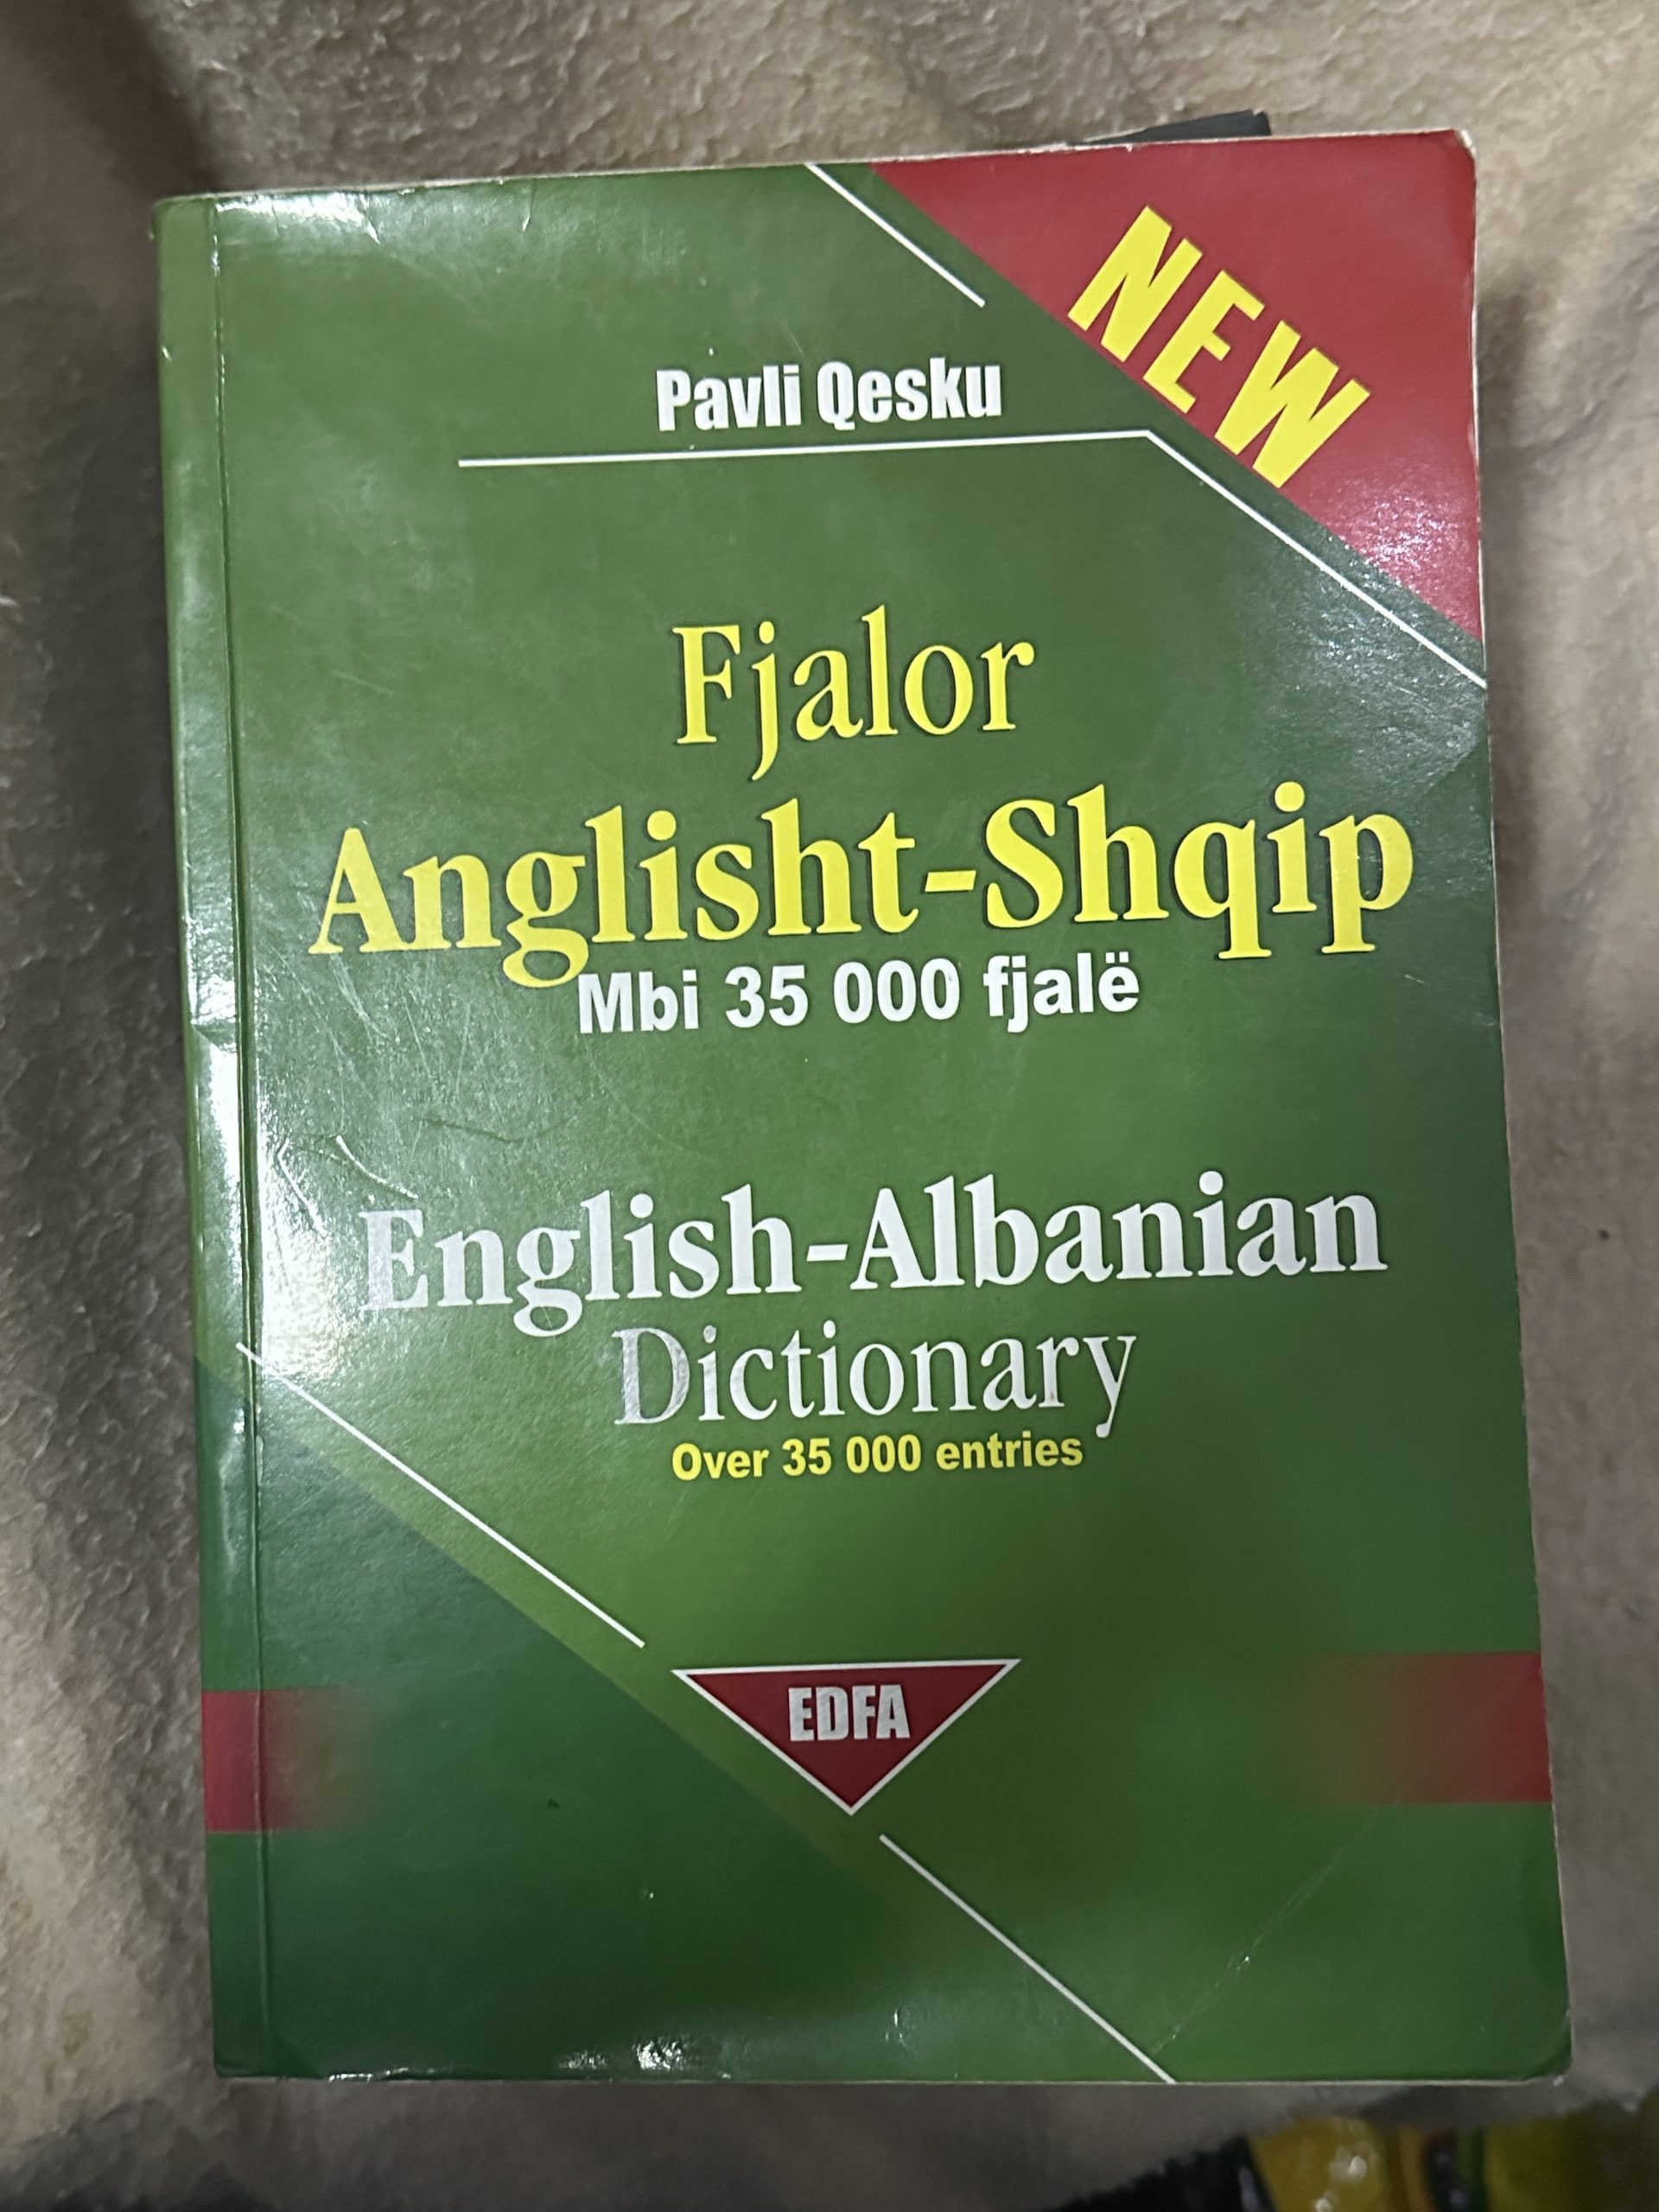 NEW
Pavli Qesku
Fjalor
Anglisht-Shqip
Mbi 35 000 fjalë
English-Albanian
Dictionary
Over 35 000 entries
EDFA